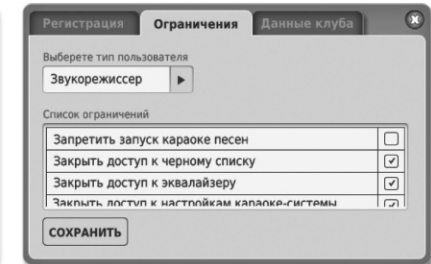 Регистрация Ограничения Данные клуба
Выберете тип пользователя
Звукорежиссер
Список ограничений
Запретить запуск караоке песен
Закрыть доступ к черному списку
Закрыть доступ к эквалайзеру
Закрыть доступ к настройкам караоке-системы
СОХРАНИТЬ